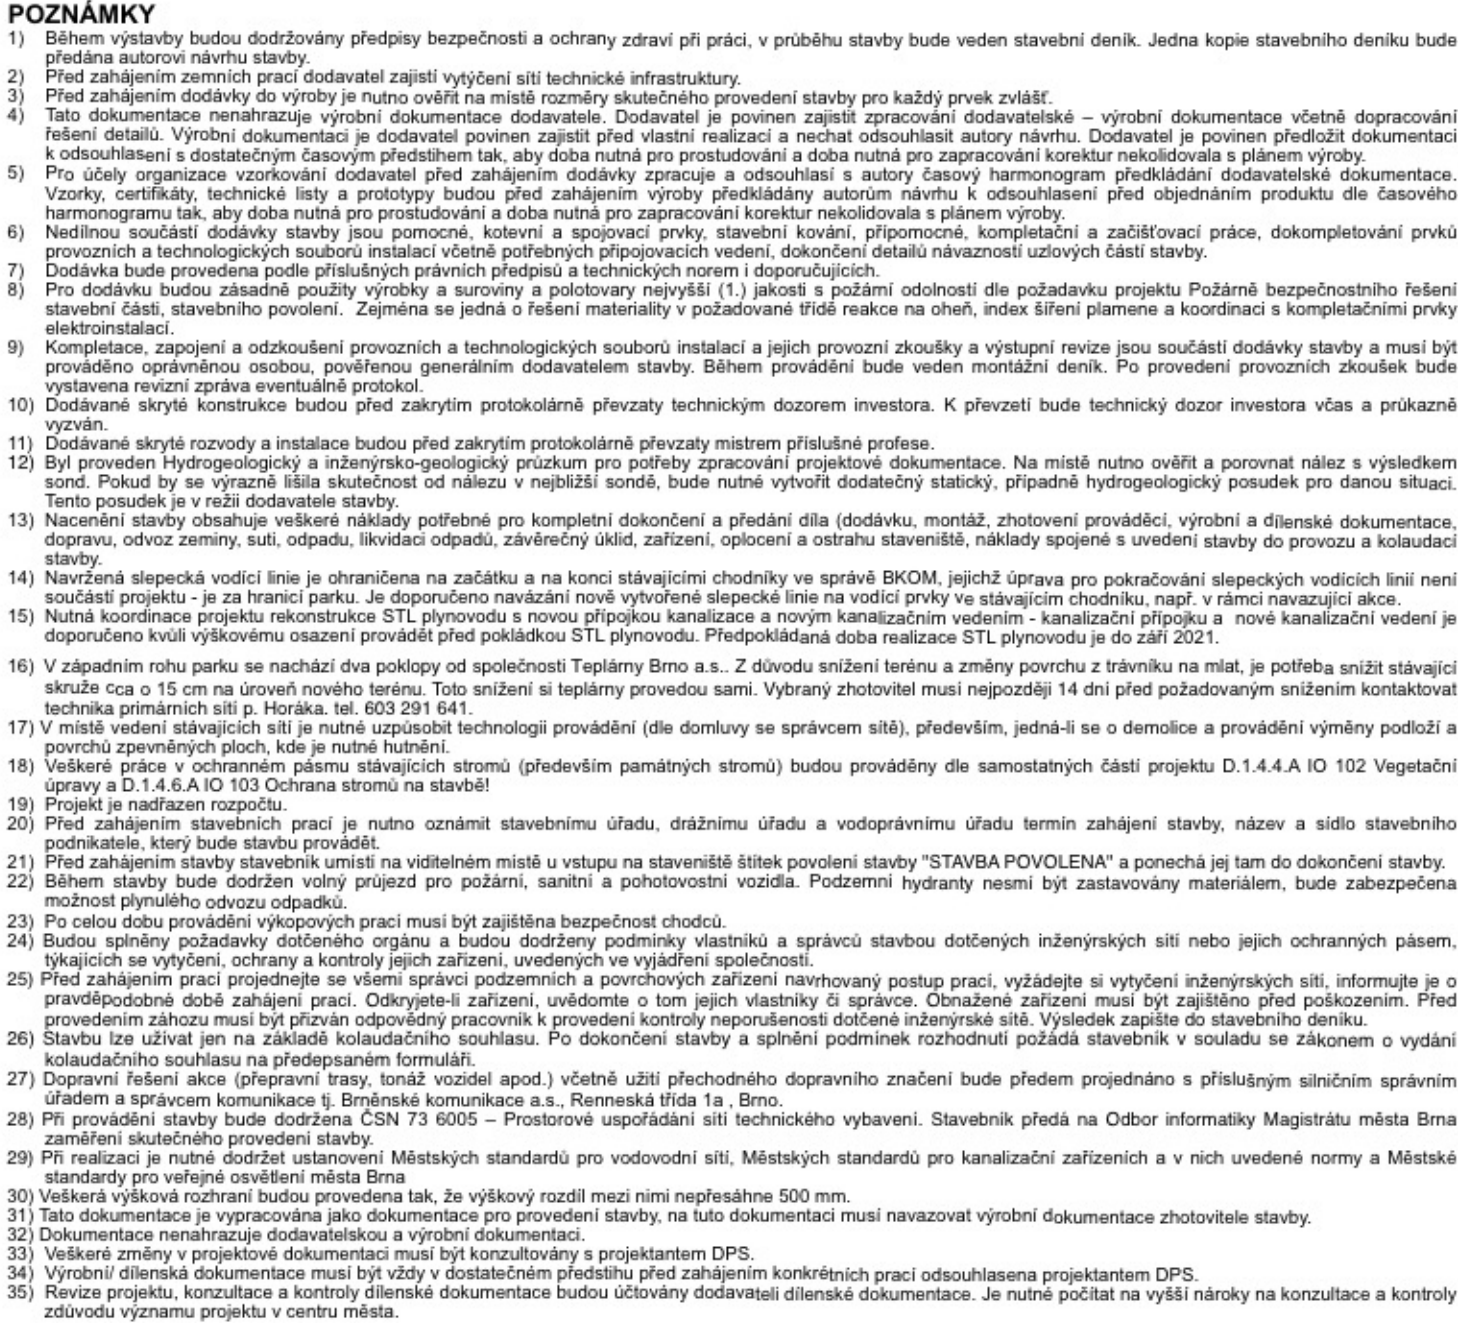 POZNÁMKY
1) Během výstavby budou dodržovány předpisy bezpečnosti a ochrany zdraví při práci, v průběhu stavby bude veden stavební deník. Jedna kopie stavebního deníku bude
předána autorovi návrhu stavby.
2) Před zahájením zemních prací dodavatel zajistí vytýčení sítí technické infrastruktury.
3) Před zahájením dodávky do výroby je nutno ověřit na místě rozměry skutečného provedení stavby pro každý prvek zvlášť.
4) Tato dokumentace nenahrazuje výrobní dokumentace dodavatele. Dodavatel je povinen zajistit zpracování dodavatelské – výrobní dokumentace včetně dopracování
řešení detailů. Výrobní dokumentaci je dodavatel povinen zajistit před vlastní realizací a nechat odsouhlasit autory návrhu. Dodavatel je povinen předložit dokumentaci
k odsouhlasení s dostatečným časovým předstihem tak, aby doba nutná pro prostudování a doba nutná pro zapracování korektur nekolidovala s plánem výroby.
5) Pro účely organizace vzorkování dodavatel před zahájením dodávky zpracuje a odsouhlasí s autory časový harmonogram předkládání dodavatelské dokumentace.
Vzorky, certifikáty, technické listy a prototypy budou před zahájením výroby předkládány autorům návrhu k odsouhlasení před objednáním produktu dle časového
harmonogramu tak, aby doba nutná pro prostudování a doba nutná pro zapracování korektur nekolidovala s plánem výroby.
6) Nedílnou součástí dodávky stavby jsou pomocné, kotevní a spojovací prvky, stavební kování, přípomocné, kompletační a začišťovací práce, dokompletování prvků
provozních a technologických souborů instalací včetně potřebných připojovacích vedení, dokončení detailů návazností uzlových částí stavby.
7) Dodávka bude provedena podle příslušných právních předpisů a technických norem i doporučujících.
8) Pro dodávku budou zásadně použity výrobky a suroviny a polotovary nejvyšší (1.) jakosti s požární odolností dle požadavku projektu Požárně bezpečnostního řešení
stavební části, stavebního povolení. Zejména se jedná o řešení materiality v požadované třídě reakce na oheň, index šíření plamene a koordinaci s kompletačními prvky
elektroinstalací.
9) Kompletace, zapojení a odzkoušení provozních a technologických souborů instalací a jejich provozní zkoušky a výstupní revize jsou součástí dodávky stavby a musí být
prováděno oprávněnou osobou, pověřenou generálním dodavatelem stavby. Během provádění bude veden montážní deník. Po provedení provozních zkoušek bude
vystavena revizní zpráva eventuálně protokol.
10) Dodávané skryté konstrukce budou před zakrytím protokolárně převzaty technickým dozorem investora. K převzetí bude technický dozor investora včas a průkazně
vyzván.
11) Dodávané skryté rozvody a instalace budou před zakrytím protokolárně převzaty mistrem příslušné profese.
12) Byl proveden Hydrogeologický a inženýrsko-geologický průzkum pro potřeby zpracování projektové dokumentace. Na místě nutno ověřit a porovnat nález s výsledkem
sond. Pokud by se výrazně lišila skutečnost od nálezu v nejbližší sondě, bude nutné vytvořit dodatečný statický, případně hydrogeologický posudek pro danou situaci.
Tento posudek je v režii dodavatele stavby.
13) Nacenění stavby obsahuje veškeré náklady potřebné pro kompletní dokončení a předání díla (dodávku, montáž, zhotovení prováděcí, výrobní a dílenské dokumentace,
dopravu, odvoz zeminy, suti, odpadu, likvidaci odpadů, závěrečný úklid, zařízení, oplocení a ostrahu staveniště, náklady spojené s uvedení stavby do provozu a kolaudací
stavby.
14) Navržená slepecká vodící linie je ohraničena na začátku a na konci stávajícími chodníky ve správě BKOM, jejichž úprava pro pokračování slepeckých vodících linií není
součástí projektu - je za hranicí parku. Je doporučeno navázání nově vytvořené slepecké linie na vodící prvky ve stávajícím chodníku, např. v rámci navazující akce.
15) Nutná koordinace projektu rekonstrukce STL plynovodu s novou přípojkou kanalizace a novým kanalizačním vedením - kanalizační přípojku a nové kanalizační vedení je
doporučeno kvůli výškovému osazení provádět před pokládkou STL plynovodu. Předpokládaná doba realizace STL plynovodu je do září 2021.
16) V západním rohu parku se nachází dva poklopy od společnosti Teplárny Brno a.s.. Z důvodu snížení terénu a změny povrchu z trávníku na mlat, je potřeba snížit stávající
skruže cca o 15 cm na úroveň nového terénu. Toto snížení si teplárny provedou sami. Vybraný zhotovitel musí nejpozději 14 dní před požadovaným snížením kontaktovat
technika primárních sítí p. Horáka. tel. 603 291 641.
17) V místě vedení stávajících sítí je nutné uzpůsobit technologii provádění (dle domluvy se správcem sítě), především, jedná-li se o demolice a provádění výměny podloží a
povrchů zpevněných ploch, kde je nutné hutnění.
18) Veškeré práce v ochranném pásmu stávajících stromů (především památných stromů) budou prováděny dle samostatných částí projektu D.1.4.4.A IO 102 Vegetační
úpravy a D.1.4.6.A IO 103 Ochrana stromů na stavbě!
19) Projekt je nadřazen rozpočtu.
20) Před zahájením stavebních prací je nutno oznámit stavebnímu úřadu, drážnímu úřadu a vodoprávnímu úřadu termín zahájení stavby, název a sídlo stavebního
podnikatele, který bude stavbu provádět.
21) Před zahájením stavby stavebník umístí na viditelném místě u vstupu na staveniště štítek povolení stavby "STAVBA POVOLENA" a ponechá jej tam do dokončení stavby.
22) Během stavby bude dodržen volný průjezd pro požární, sanitní a pohotovostní vozidla. Podzemní hydranty nesmí být zastavovány materiálem, bude zabezpečena
možnost plynulého odvozu odpadků.
23) Po celou dobu provádění výkopových prací musí být zajištěna bezpečnost chodců.
24) Budou splněny požadavky dotčeného orgánu a budou dodrženy podmínky vlastníků a správců stavbou dotčených inženýrských sítí nebo jejich ochranných pásem,
týkajících se vytyčení, ochrany a kontroly jejich zařízení, uvedených ve vyjádření společností.
25) Před zahájením prací projednejte se všemi správci podzemních a povrchových zařízení navrhovaný postup prací, vyžádejte si vytyčení inženýrských sítí, informujte je o
pravděpodobné době zahájení prací. Odkryjete-li zařízení, uvědomte o tom jejich vlastníky či správce. Obnažené zařízení musí být zajištěno před poškozením. Před
provedením záhozu musí být přizván odpovědný pracovník k provedení kontroly neporušenosti dotčené inženýrské sítě. Výsledek zapište do stavebního deníku.
26) Stavbu lze užívat jen na základě kolaudačního souhlasu. Po dokončení stavby a splnění podmínek rozhodnutí požádá stavebník v souladu se zákonem o vydání
kolaudačního souhlasu na předepsaném formuláři.
27) Dopravní řešení akce (přepravní trasy, tonáž vozidel apod.) včetně užití přechodného dopravního značení bude předem projednáno s příslušným silničním správním
úřadem a správcem komunikace tj. Brněnské komunikace a.s., Renneská třída 1a , Brno.
28) Při provádění stavby bude dodržena ČSN 73 6005 – Prostorové uspořádání sítí technického vybavení. Stavebník předá na Odbor informatiky Magistrátu města Brna
zaměření skutečného provedení stavby.
29) Při realizaci je nutné dodržet ustanovení Městských standardů pro vodovodní sítí, Městských standardů pro kanalizační zařízeních a v nich uvedené normy a Městské
standardy pro veřejné osvětlení města Brna
30) Veškerá výšková rozhraní budou provedena tak, že výškový rozdíl mezi nimi nepřesáhne 500 mm.
31) Tato dokumentace je vypracována jako dokumentace pro provedení stavby, na tuto dokumentaci musí navazovat výrobní dokumentace zhotovitele stavby.
32) Dokumentace nenahrazuje dodavatelskou a výrobní dokumentaci.
33) Veškeré změny v projektové dokumentaci musí být konzultovány s projektantem DPS.
34) Výrobní/ dílenská dokumentace musí být vždy v dostatečném předstihu před zahájením konkrétních prací odsouhlasena projektantem DPS.
35) Revize projektu, konzultace a kontroly dílenské dokumentace budou účtovány dodavateli dílenské dokumentace. Je nutné počítat na vyšší nároky na konzultace a kontroly
zdůvodu významu projektu v centru města.